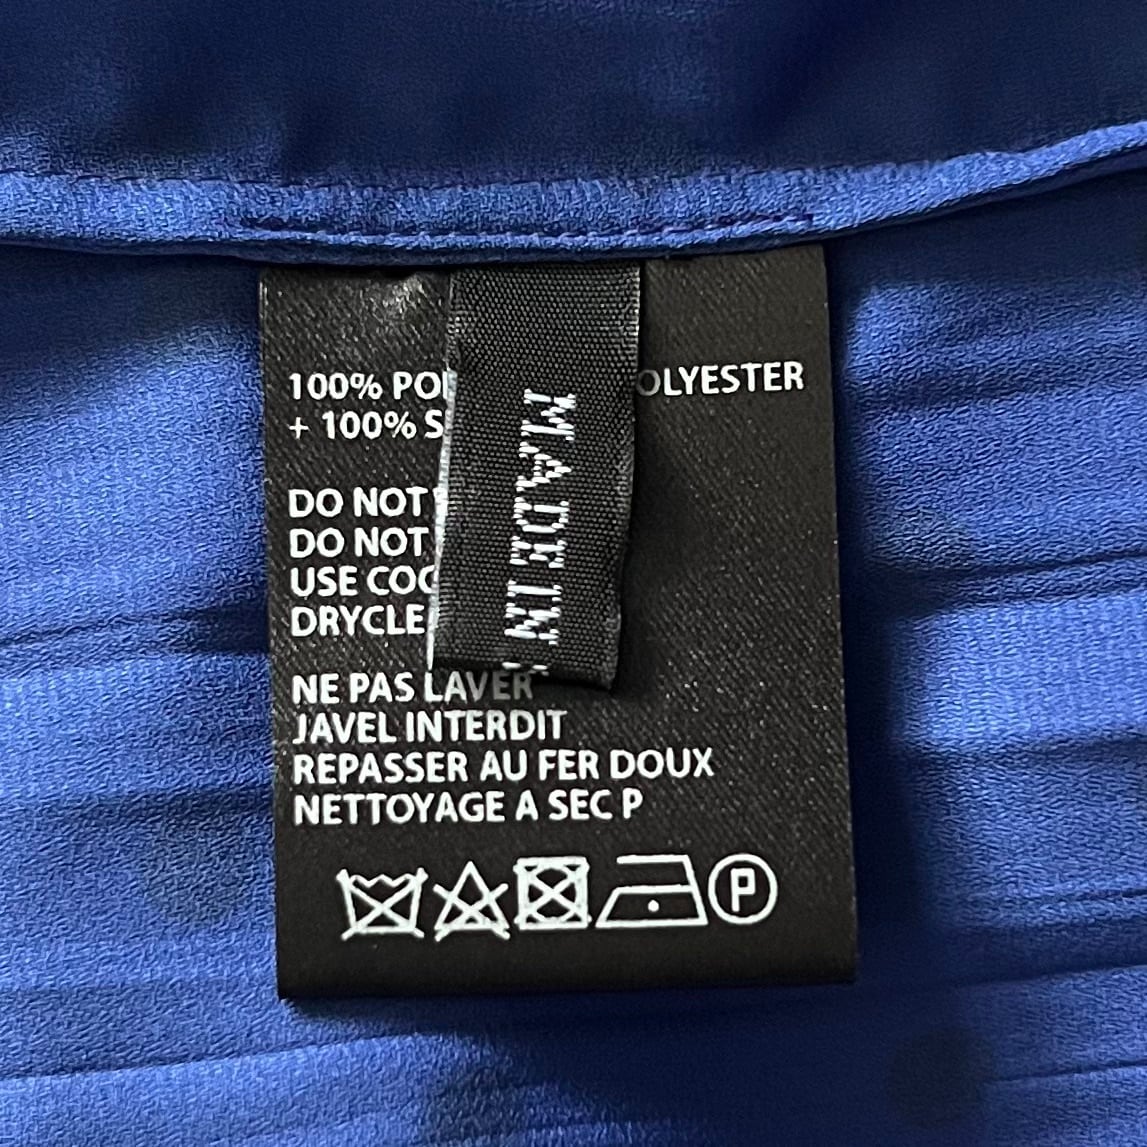 100% PO OLYESTER
+ 100% S
DO NOT
DO NOT
USE COO
DRYCLE
NE PAS LAVER
JAVEL INTERDIT
REPASSER AU FER DOUX
NETTOYAGE A SEC P
P
MADE IN